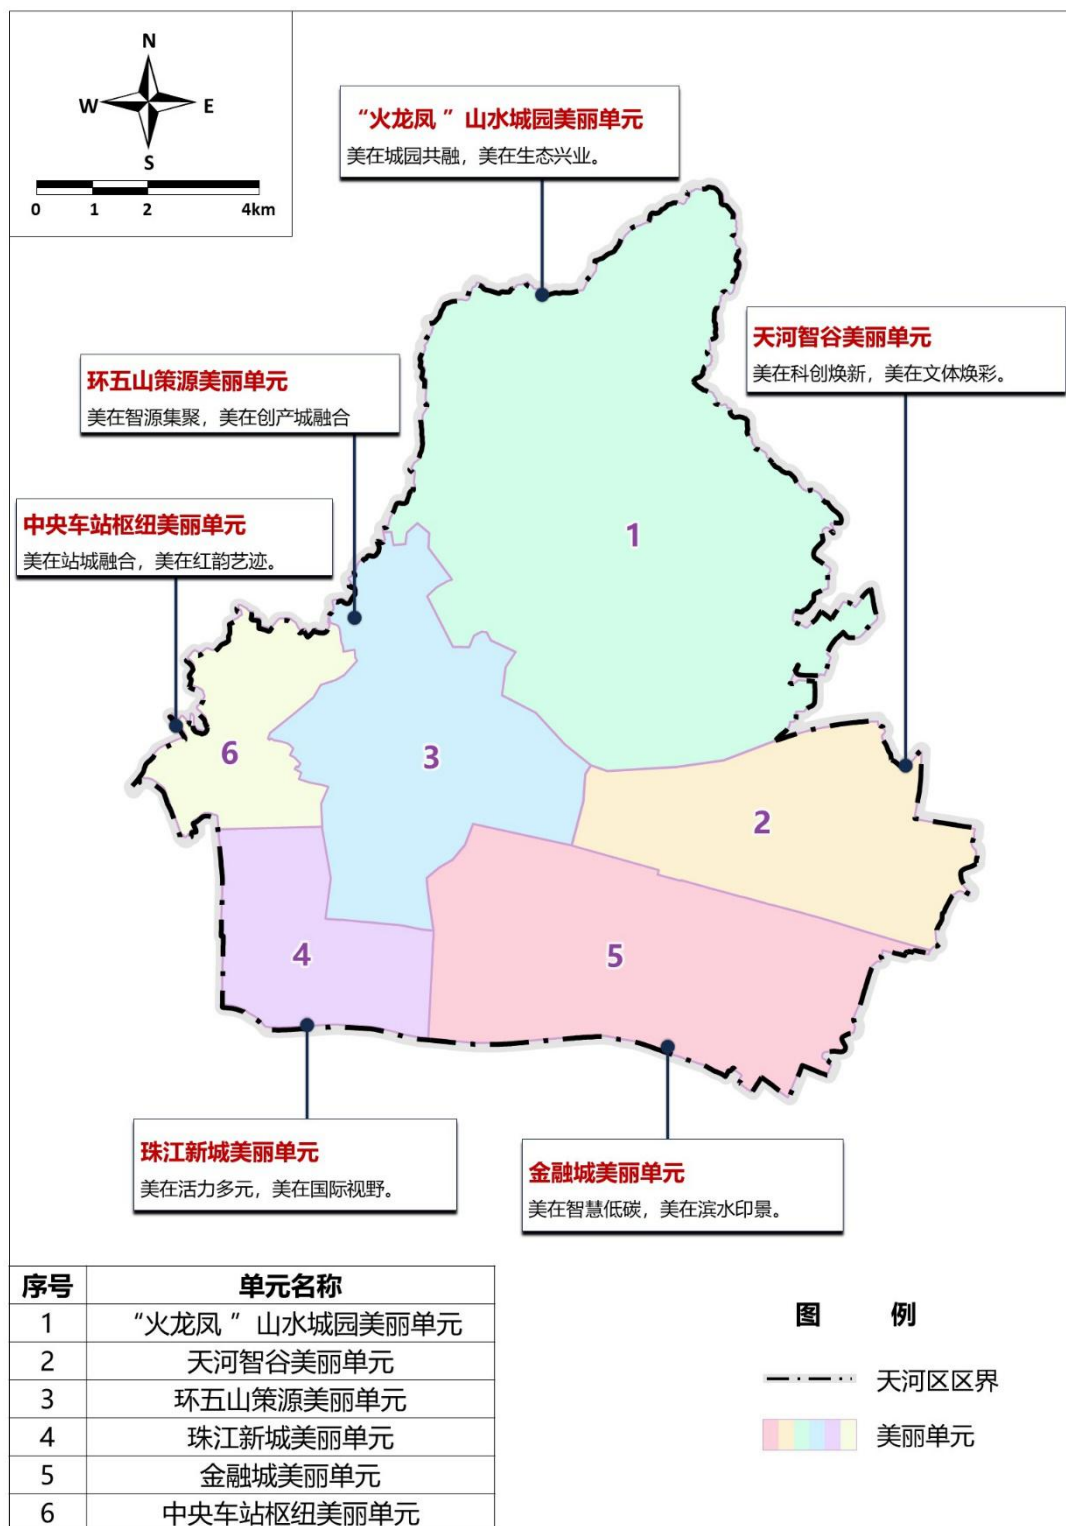 N
W E
S
0 1 2 4km
“火龙凤 ”山水城园美丽单元
美在城园共融，美在生态兴业。
天河智谷美丽单元
美在科创焕新，美在文体焕彩。
环五山策源美丽单元
美在智源集聚，美在创产城融合
中央车站枢纽美丽单元
美在站城融合，美在红韵艺迹。
1
6
3
2
4
5
珠江新城美丽单元
美在活力多元，美在国际视野。
金融城美丽单元
美在智慧低碳，美在滨水印景。
序号 单元名称
1 “火龙凤 ”山水城园美丽单元
2 天河智谷美丽单元
3 环五山策源美丽单元
4 珠江新城美丽单元
5 金融城美丽单元
6 中央车站枢纽美丽单元
图 例
天河区区界
美丽单元